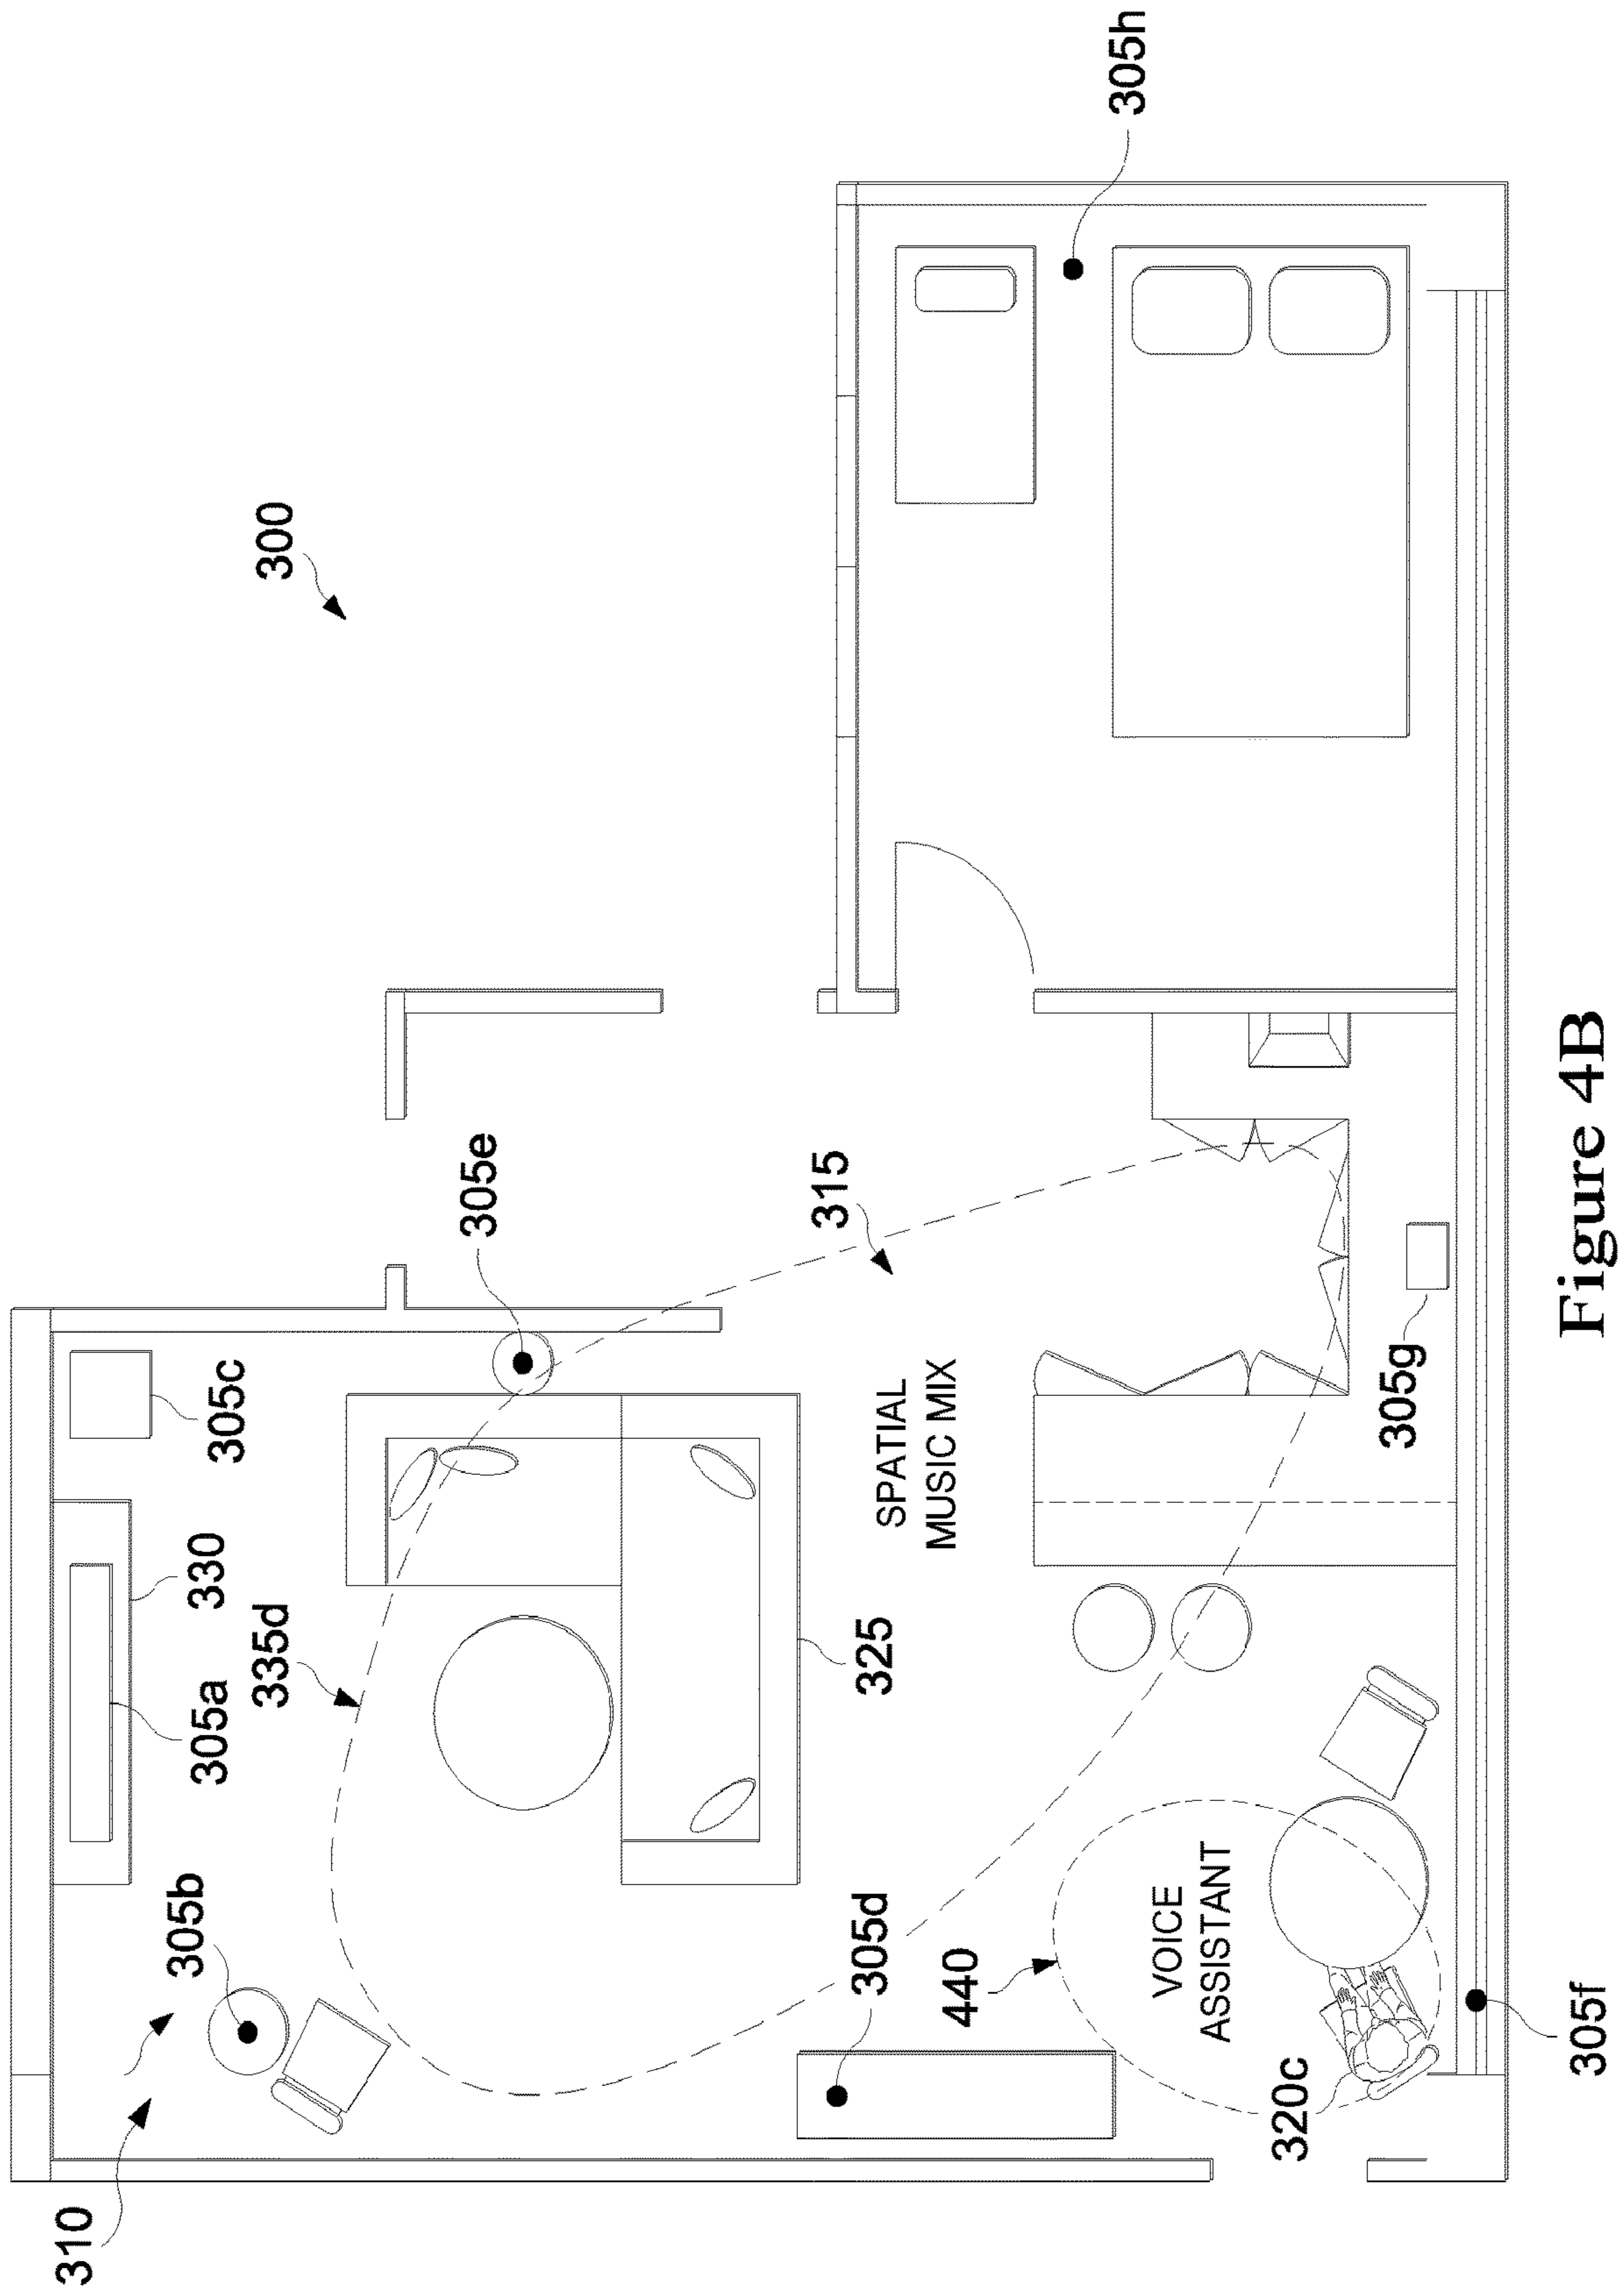 310
305b
305a
330
305c
335d
300
305e
315
305d
325
SPATIAL
MUSIC MIX
440
305h
VOICE
ASSISTANT
320c
305g
305f
Figure 4B